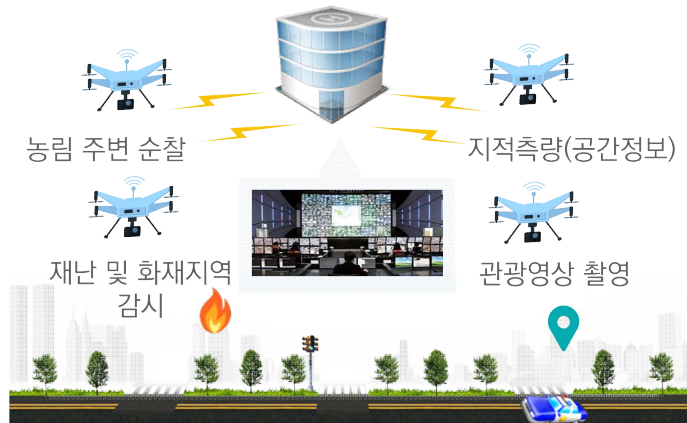 농림 주변 순찰
지적측량(공간정보)
재난 및 화재지역
감시
관광영상 촬영